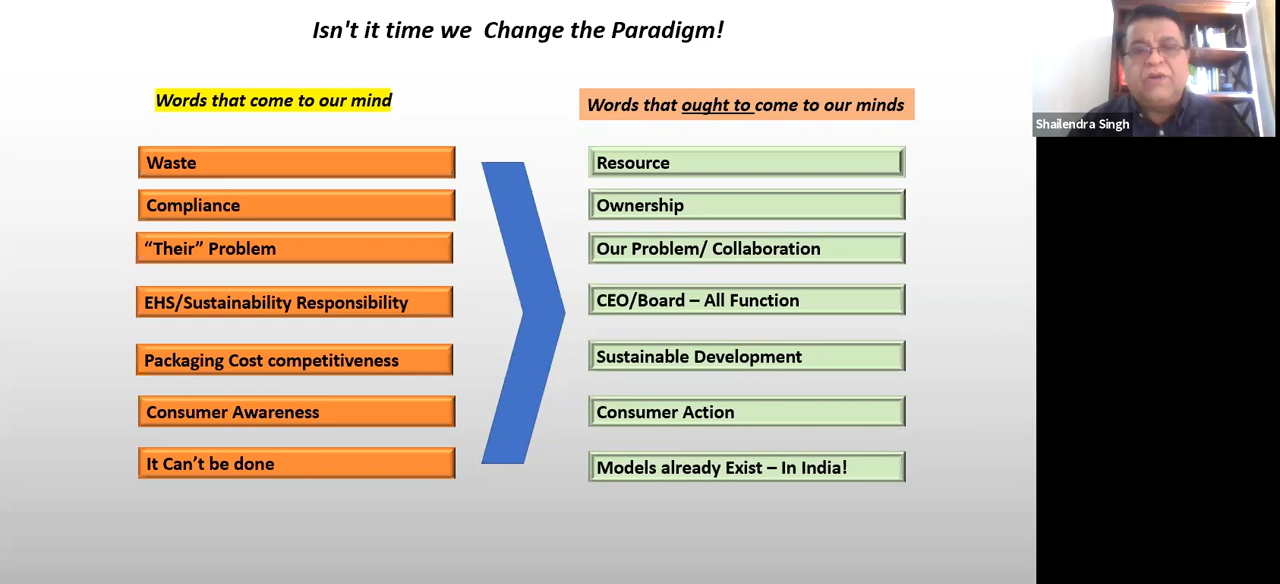 Isn't it time we  Change the Paradigm!
Words that come to our mind
Words that ought to come to our minds
Waste
Resource
Compliance
Ownership
“Their” Problem
Our Problem/ Collaboration
EHS/Sustainability Responsibility
CEO/Board – All Function
Packaging Cost competitiveness
Sustainable Development
Consumer Awareness
Consumer Action
It Can’t be done
Models already Exist – In India!
Shailendra Singh